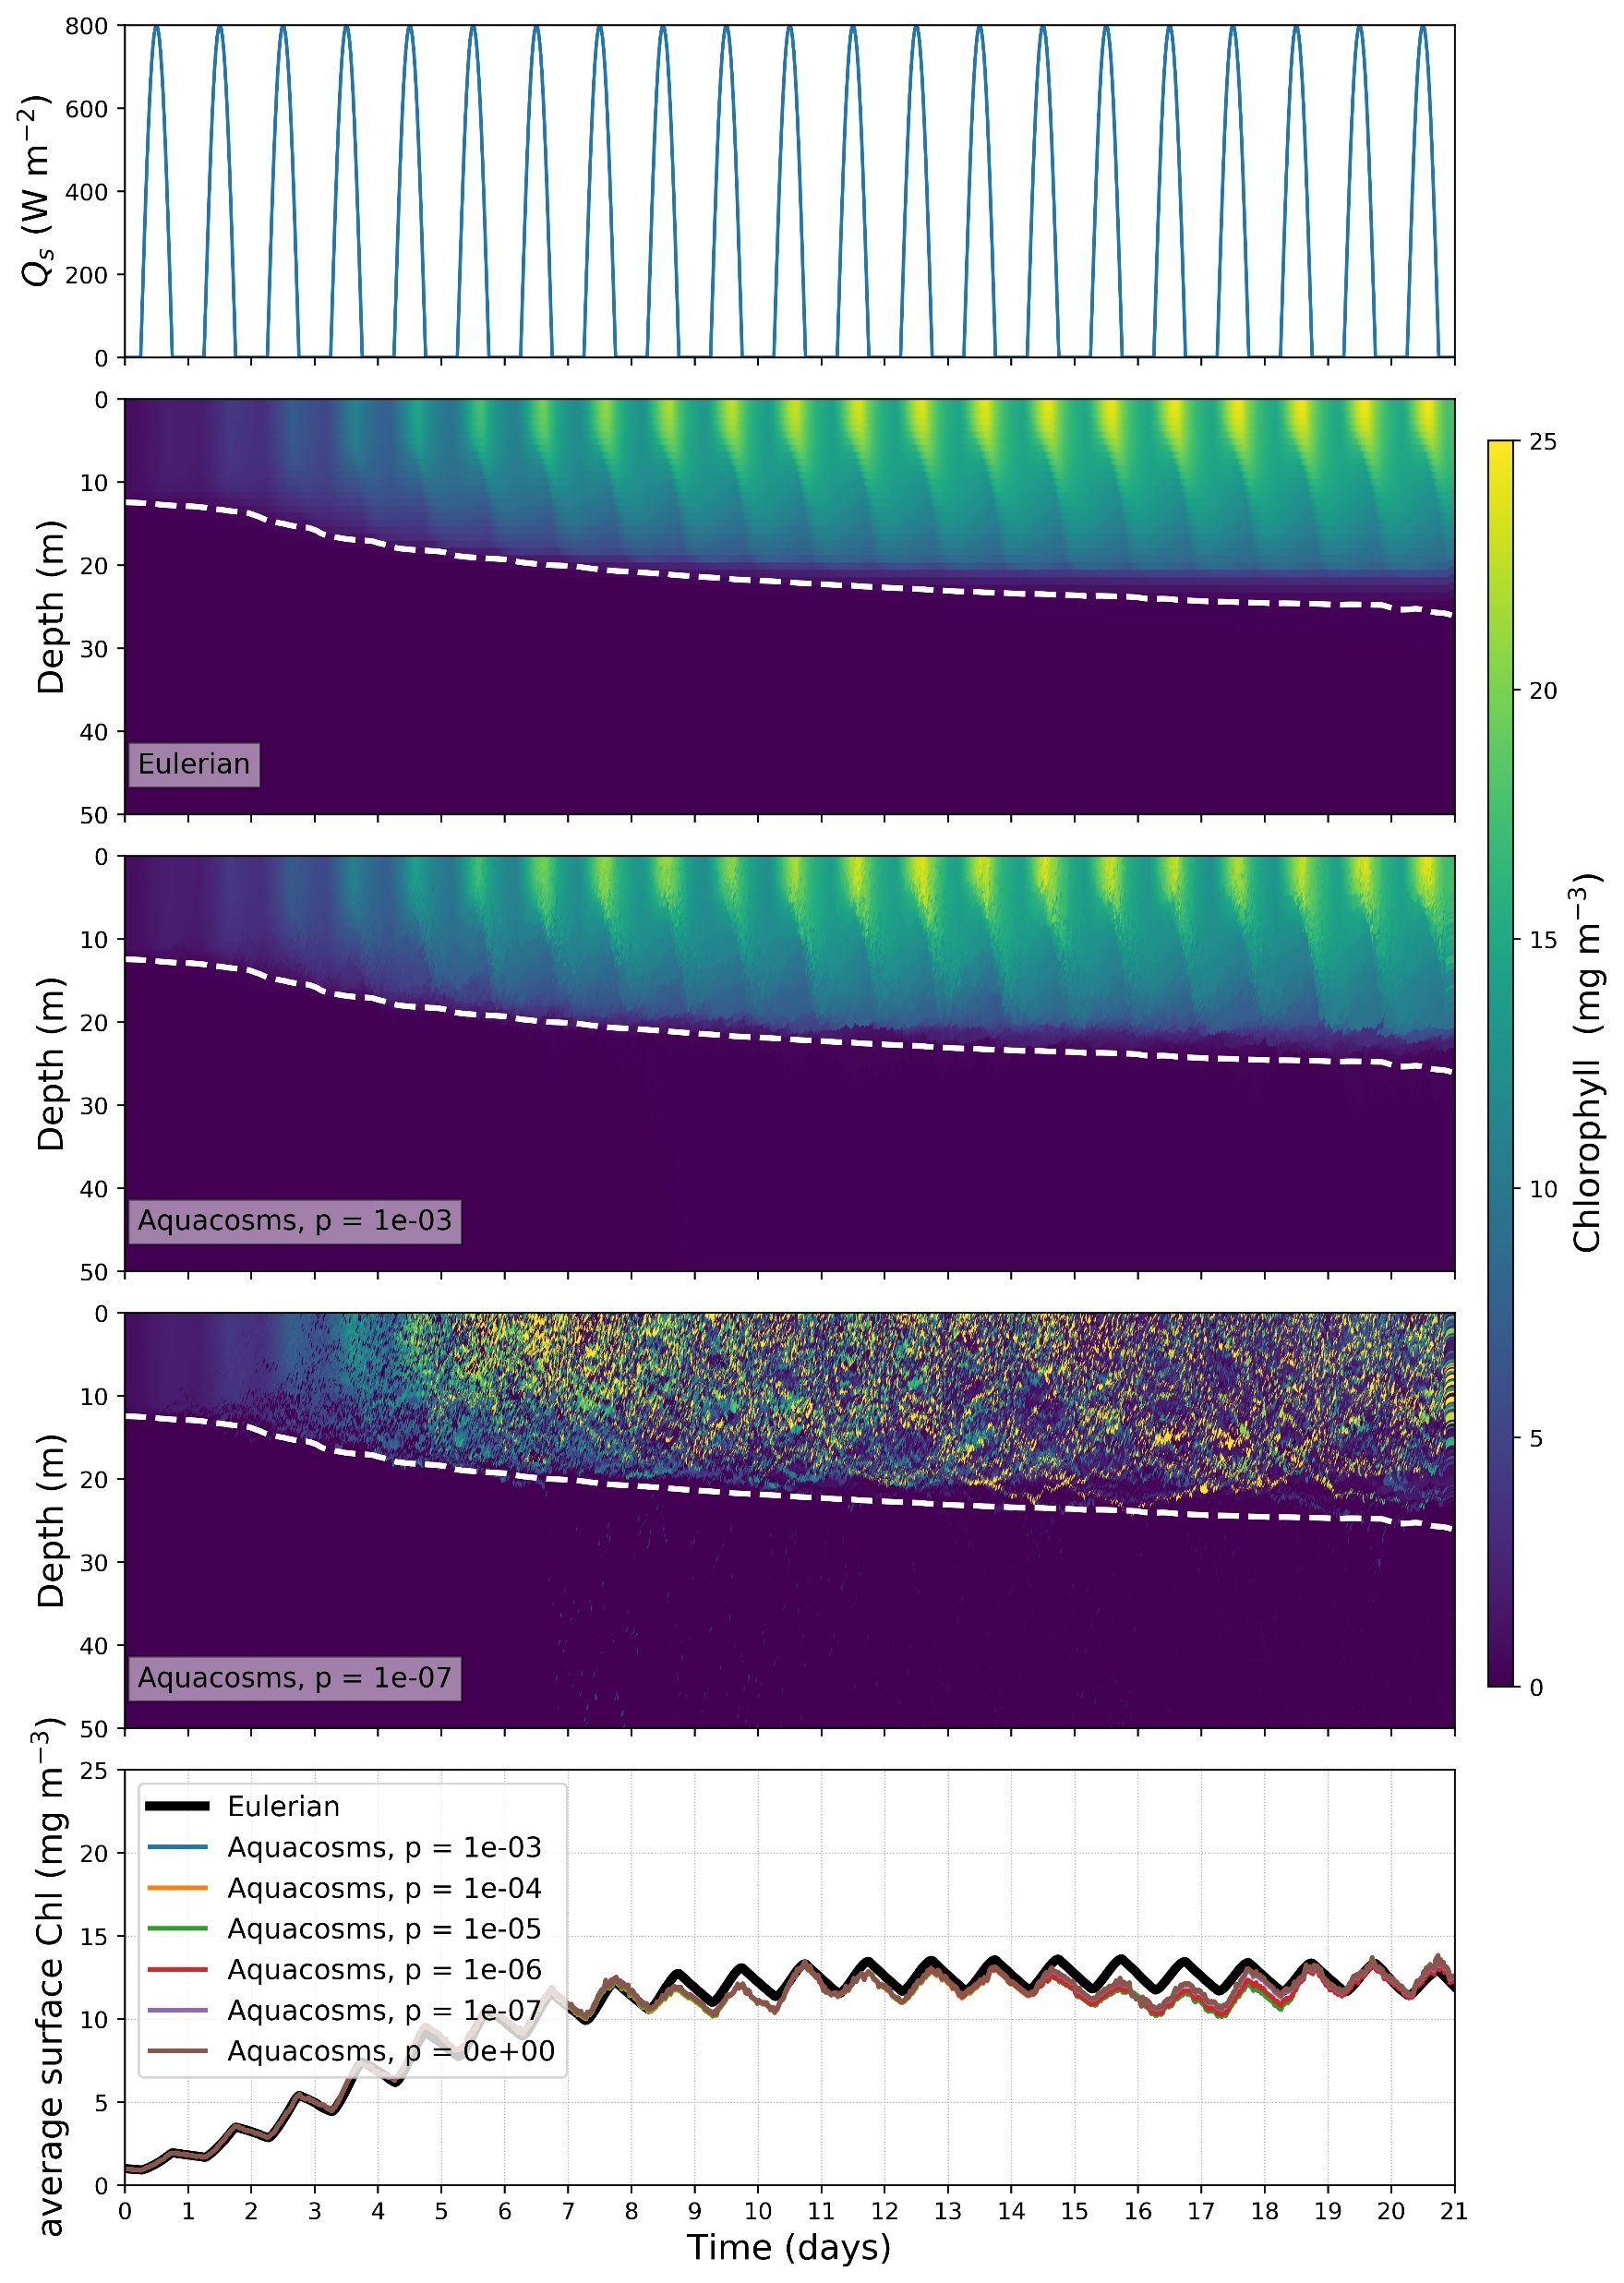 800
600
400
200
0
Q_s (W m⁻²)
0
10
20
30
40
50
Depth (m)
Eulerian
0
10
20
30
40
50
Depth (m)
Aquacosms, p = 1e-03
0
10
20
30
40
50
Depth (m)
Aquacosms, p = 1e-07
25
20
15
10
5
0
Chlorophyll (mg m⁻³)
25
20
15
10
5
0
average surface Chl (mg m⁻³)
Eulerian
Aquacosms, p = 1e-03
Aquacosms, p = 1e-04
Aquacosms, p = 1e-05
Aquacosms, p = 1e-06
Aquacosms, p = 1e-07
Aquacosms, p = 0e+00
0 1 2 3 4 5 6 7 8 9 10 11 12 13 14 15 16 17 18 19 20 21
Time (days)